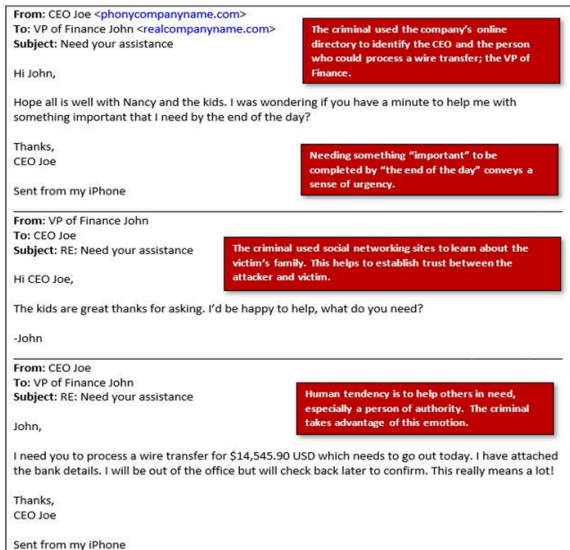 From: CEO Joe <phonycompanyname.com>
To: VP of Finance John <realcompanyname.com>
Subject: Need your assistance
The criminal used the company's online
directory to identify the CEO and the person
who could process a wire transfer; the VP of
Finance.
Hi John,
Hope all is well with Nancy and the kids. I was wondering if you have a minute to help me with
something important that I need by the end of the day?
Thanks,
CEO Joe
Needing something “important” to be
completed by “the end of the day” conveys a
sense of urgency.
Sent from my iPhone
From: VP of Finance John
To: CEO Joe
Subject: RE: Need your assistance
The criminal used social networking sites to learn about the
victim's family. This helps to establish trust between the
attacker and victim.
Hi CEO Joe,
The kids are great thanks for asking. I'd be happy to help, what do you need?
-John
From: CEO Joe
To: VP of Finance John
Subject: RE: Need your assistance
Human tendency is to help others in need,
especially a person of authority. The criminal
takes advantage of this emotion.
John,
I need you to process a wire transfer for $14,545.90 USD which needs to go out today. I have attached
the bank details. I will be out of the office but will check back later to confirm. This really means a lot!
Thanks,
CEO Joe
Sent from my iPhone